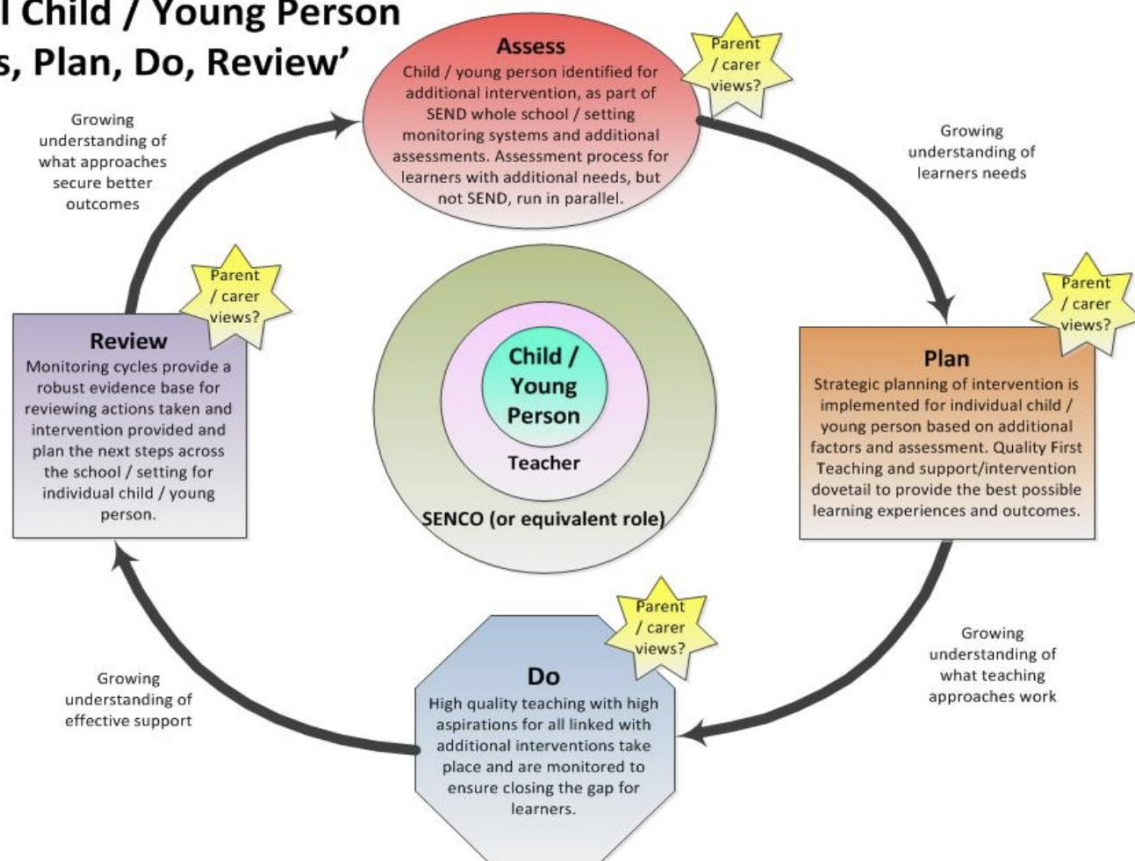 l Child / Young Person
s, Plan, Do, Review’
Assess
Child / young person identified for
additional intervention, as part of
SEND whole school / setting
monitoring systems and additional
assessments. Assessment process for
learners with additional needs, but
not SEND, run in parallel.
Parent
/ carer
views?
Growing
understanding of
what approaches
secure better
outcomes
Growing
understanding of
learners needs
Parent
/ carer
views?
Review
Monitoring cycles provide a
robust evidence base for
reviewing actions taken and
intervention provided and
plan the next steps across
the school / setting for
individual child / young
person.
Child /
Young
Person
Teacher
SENCO (or equivalent role)
Parent
/ carer
views?
Plan
Strategic planning of intervention is
implemented for individual child /
young person based on additional
factors and assessment. Quality First
Teaching and support/intervention
dovetail to provide the best possible
learning experiences and outcomes.
Parent
/ carer
views?
Do
High quality teaching with high
aspirations for all linked with
additional interventions take
place and are monitored to
ensure closing the gap for
learners.
Growing
understanding of
what teaching
approaches work
Growing
understanding of
effective support